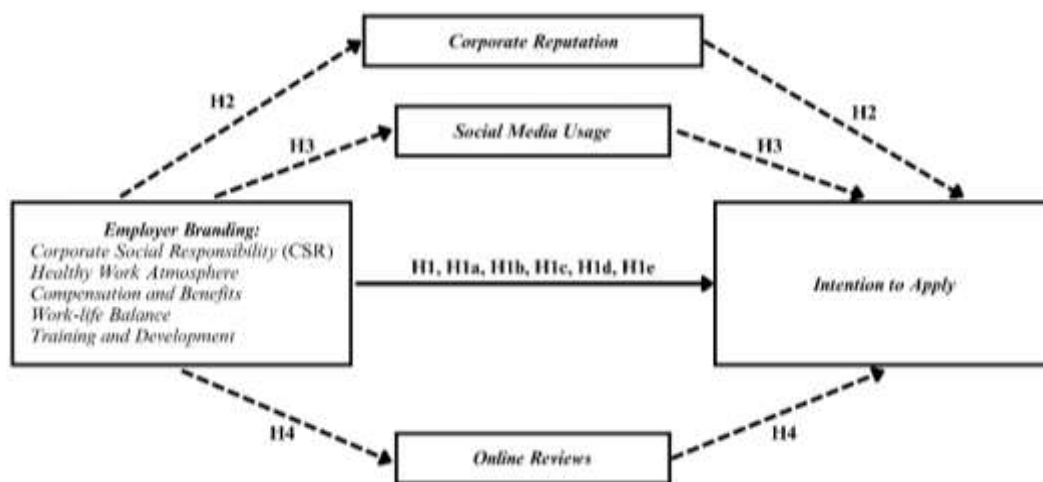 Corporate Reputation
H2
H2
Social Media Usage
H3
H3
Employer Branding:
Corporate Social Responsibility (CSR)
Healthy Work Atmosphere
Compensation and Benefits
Work-life Balance
Training and Development
H1, H1a, H1b, H1c, H1d, H1e
Intention to Apply
H4
H4
Online Reviews